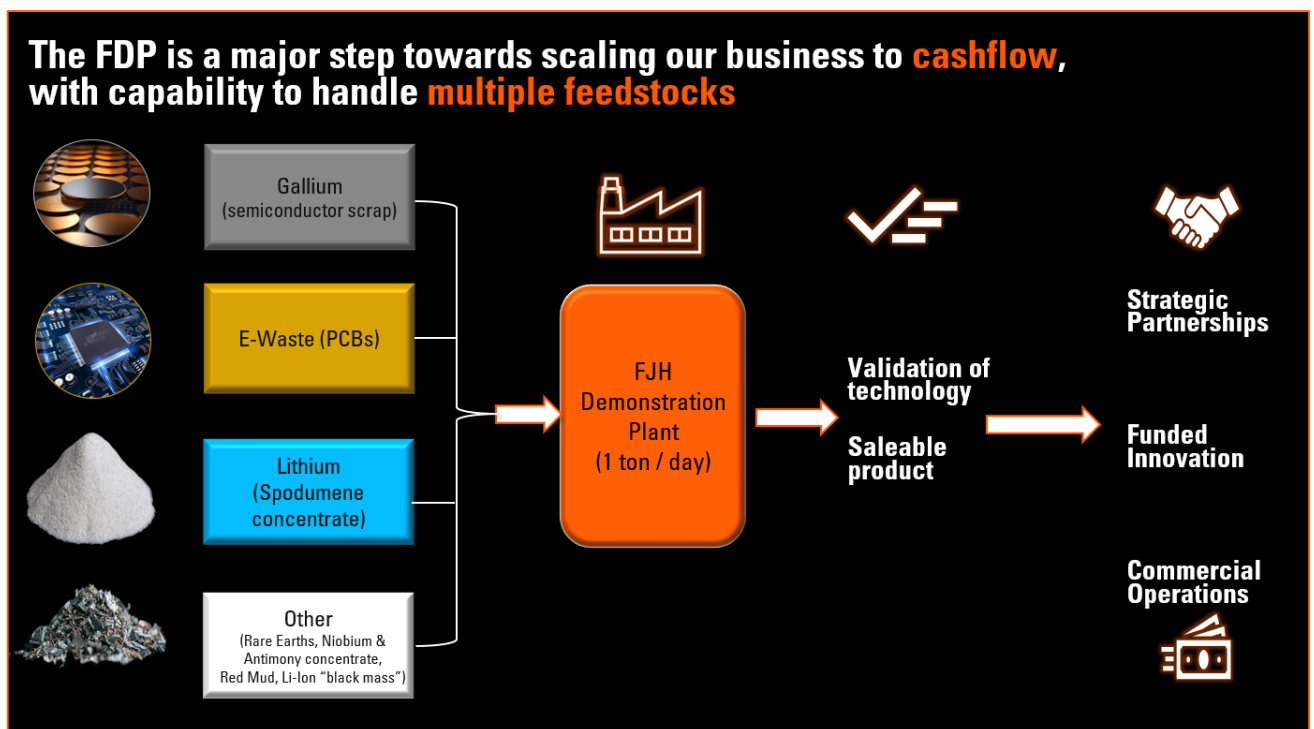 The FDP is a major step towards scaling our business to cashflow,
with capability to handle multiple feedstocks
Gallium
(semiconductor scrap)
E-Waste (PCBs)
Lithium
(Spodumene
concentrate)
Other
(Rare Earths, Niobium &
Antimony concentrate,
Red Mud, Li-Ion “black mass”)
FJH
Demonstration
Plant
(1 ton / day)
Validation of
technology
Saleable
product
Strategic
Partnerships
Funded
Innovation
Commercial
Operations